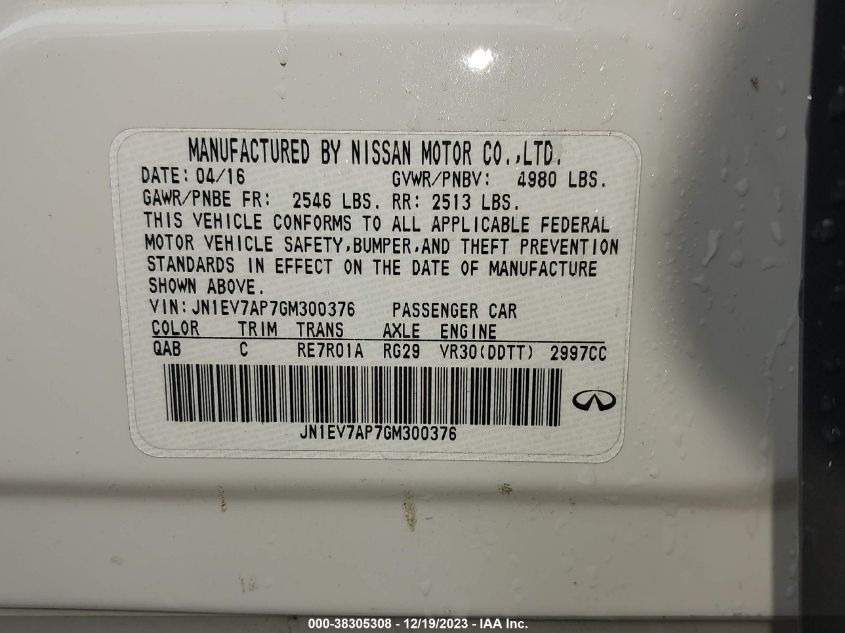 MANUFACTURED BY NISSAN MOTOR CO.,LTD.
DATE: 04/16 GVWR/PNBV: 4980 LBS.
GAWR/PNBE FR: 2546 LBS. RR: 2513 LBS.
THIS VEHICLE CONFORMS TO ALL APPLICABLE FEDERAL
MOTOR VEHICLE SAFETY,BUMPER,AND THEFT PREVENTION
STANDARDS IN EFFECT ON THE DATE OF MANUFACTURE
SHOWN ABOVE.
VIN:JN1EV7AP7GM300376 PASSENGER CAR
COLOR TRIM TRANS AXLE ENGINE
QAB C RE7R01A RG29 VR30(DDTT) 2997CC
JN1EV7AP7GM300376
000-38305308 - 12/19/2023 - IAA Inc.